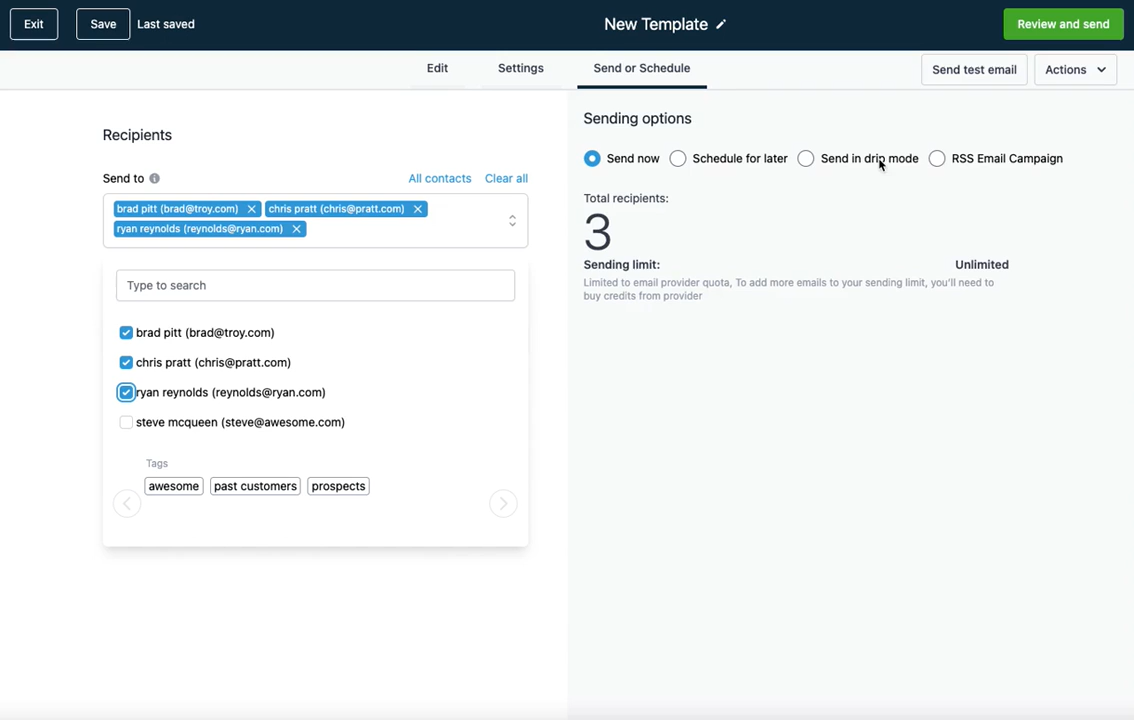 Exit Save Last saved New Template Review and send
Edit Settings Send or Schedule Send test email Actions
Recipients
Send to All contacts Clear all
brad pitt (brad@troy.com) chris pratt (chris@pratt.com)
ryan reynolds (reynolds@ryan.com)
Type to search
brad pitt (brad@troy.com)
chris pratt (chris@pratt.com)
ryan reynolds (reynolds@ryan.com)
steve mcqueen (steve@awesome.com)
Tags
awesome past customers prospects
Sending options
Send now Schedule for later Send in drip mode RSS Email Campaign
Total recipients:
3
Sending limit: Unlimited
Limited to email provider quota, To add more emails to your sending limit, you'll need to
buy credits from provider